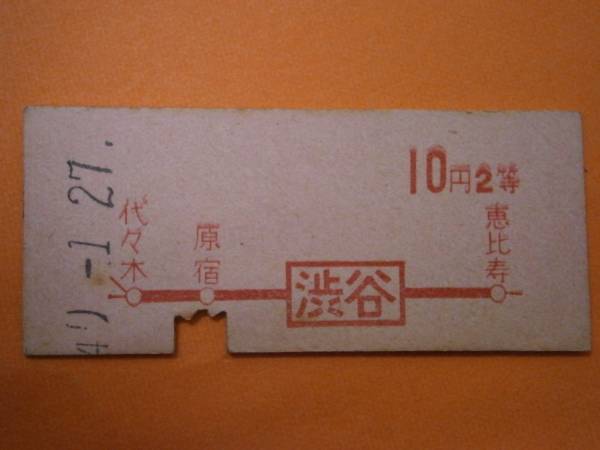 10円2等
代々木
原宿
渋谷
恵比寿
-1.27.